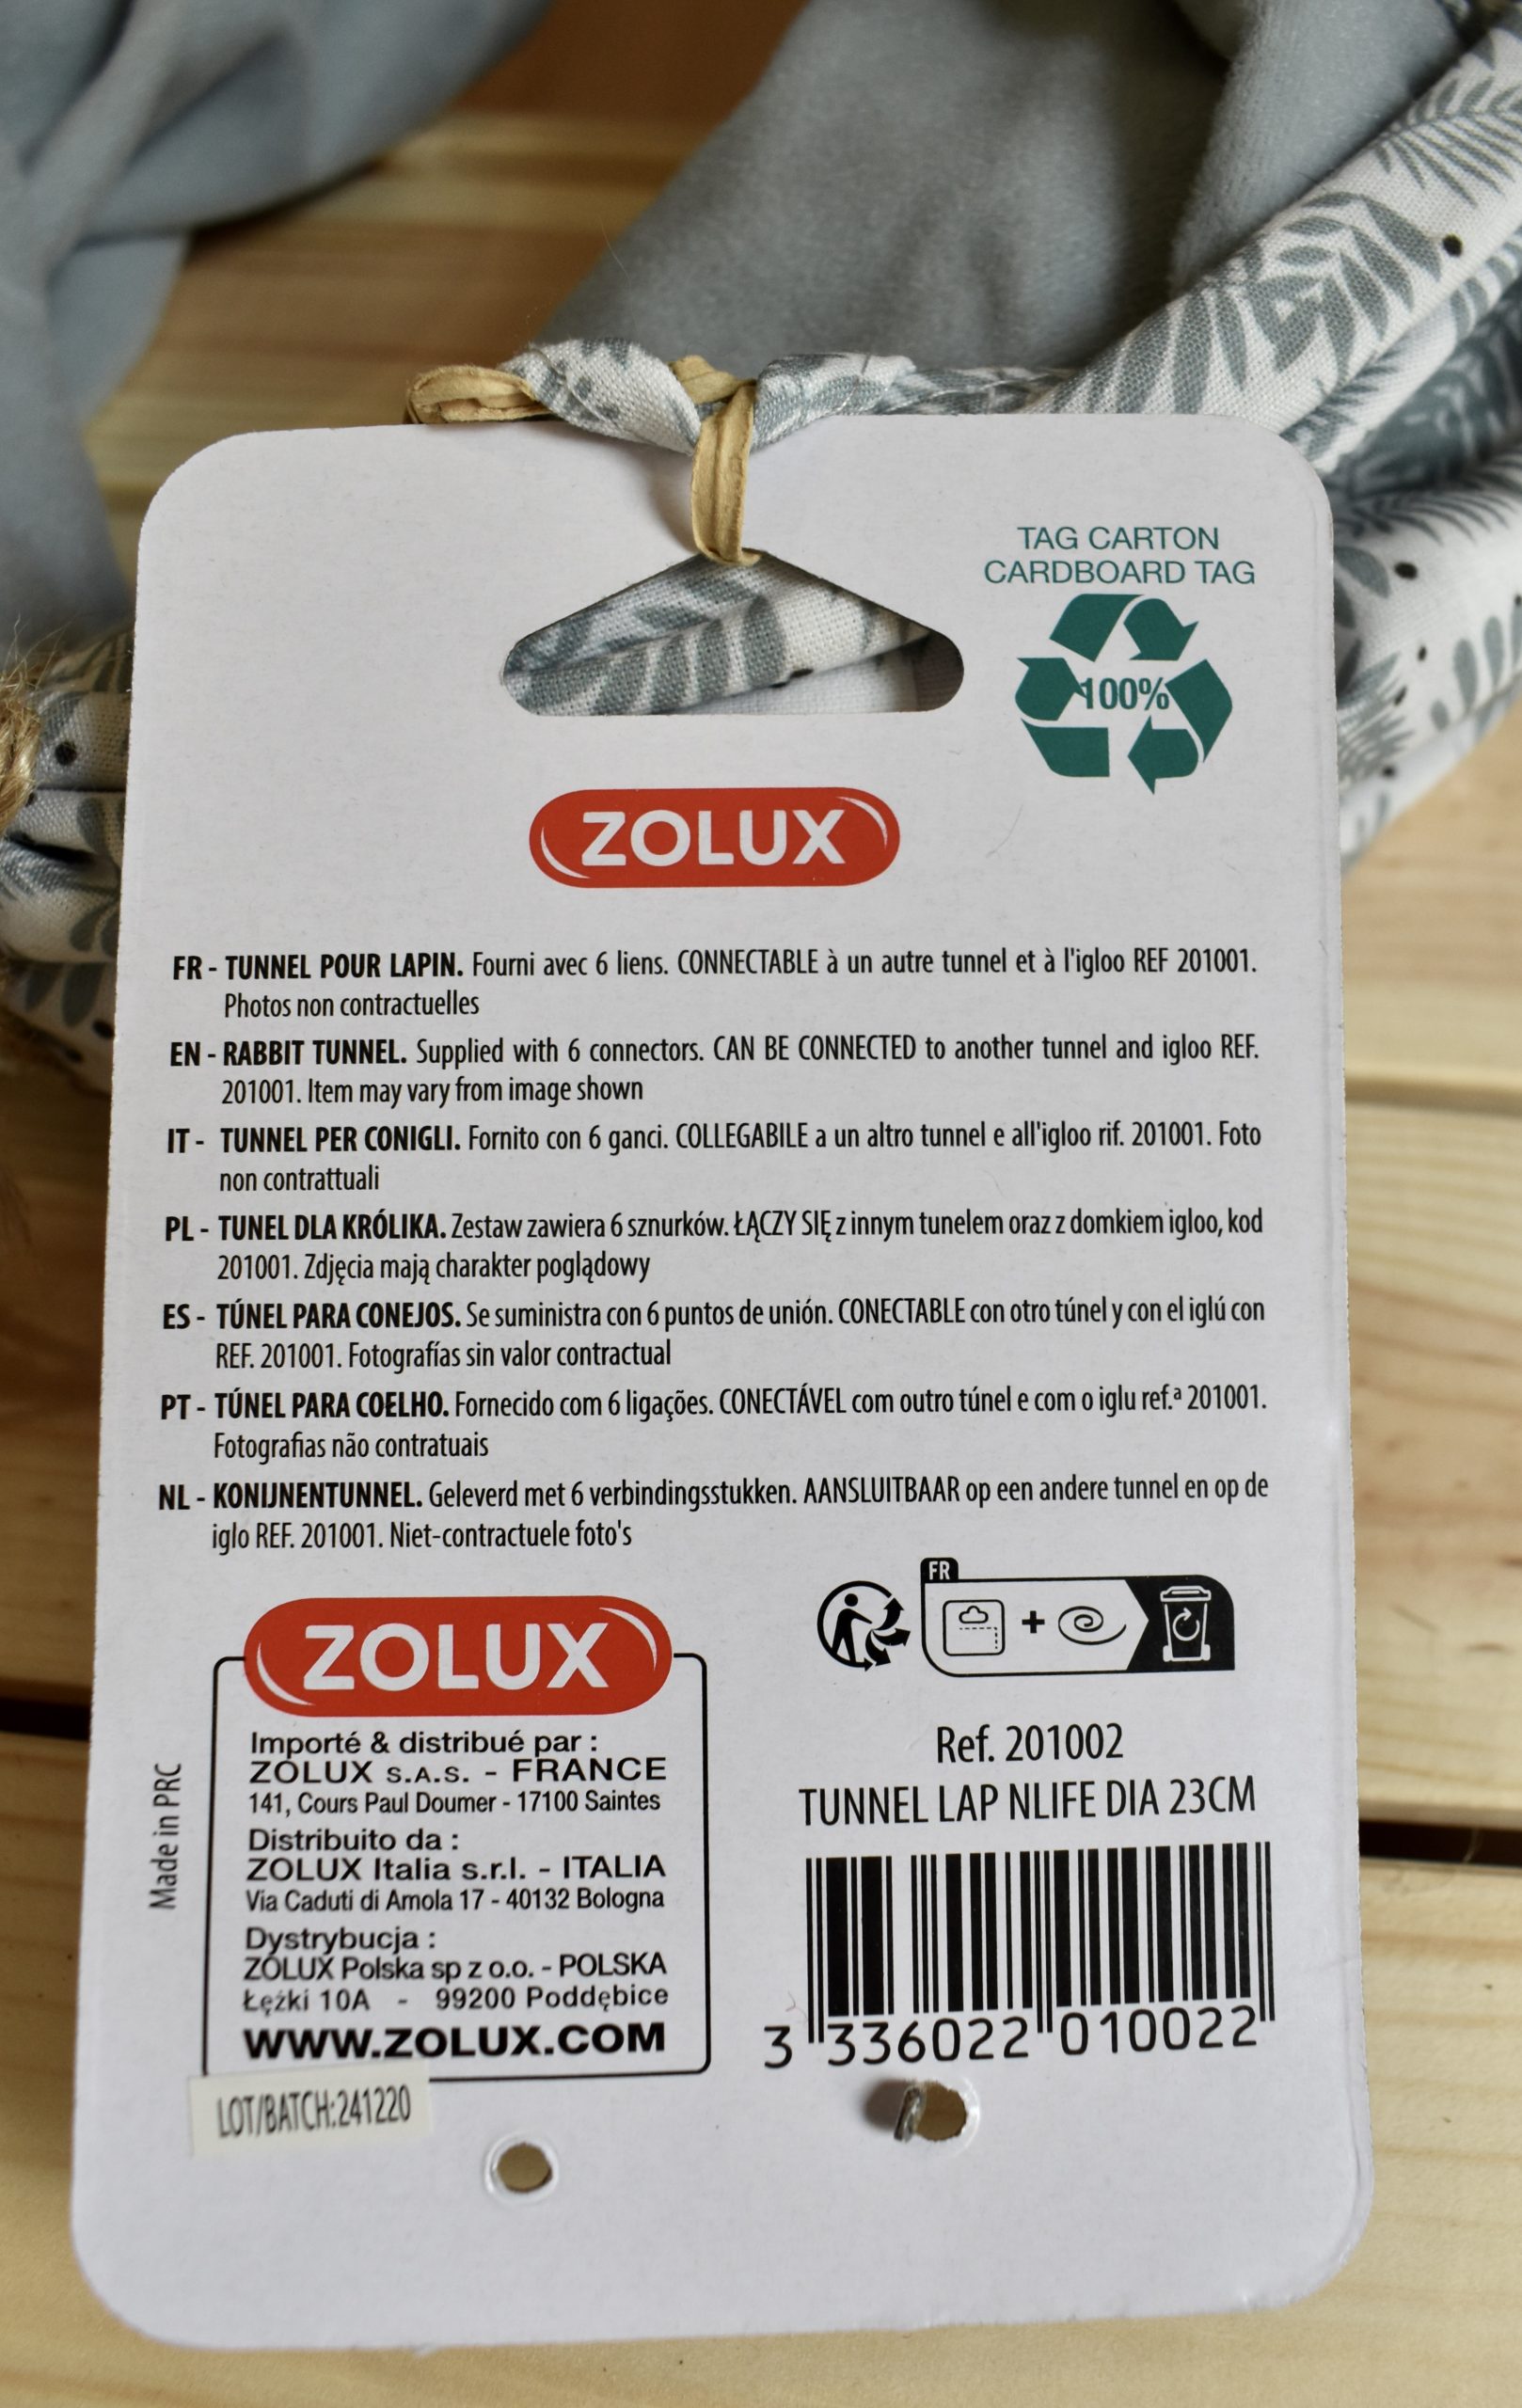 TAG CARTON
CARDBOARD TAG
100%
ZOLUX
FR - TUNNEL POUR LAPIN. Fourni avec 6 liens. CONNECTABLE à un autre tunnel et à l'igloo REF 201001.
Photos non contractuelles
EN - RABBIT TUNNEL. Supplied with 6 connectors. CAN BE CONNECTED to another tunnel and igloo REF.
201001. Item may vary from image shown
IT - TUNNEL PER CONIGLI. Fornito con 6 ganci. COLLEGABILE a un altro tunnel e all'igloo rif. 201001. Foto
non contrattuali
PL - TUNEL DLA KRÓLIKA. Zestaw zawiera 6 sznurków. ŁĄCZY SIĘ z innym tunelem oraz z domkiem igloo, kod
201001. Zdjęcia mają charakter poglądowy
ES - TÚNEL PARA CONEJOS. Se suministra con 6 puntos de unión. CONECTABLE con otro túnel y con el iglú con
REF. 201001. Fotografías sin valor contractual
PT - TÚNEL PARA COELHO. Fornecido com 6 ligações. CONECTÁVEL com outro túnel e com o iglu ref.ª 201001.
Fotografias não contratuais
NL - KONIJNENTUNNEL. Geleverd met 6 verbindingsstukken. AANSLUITBAAR op een andere tunnel en op de
iglo REF. 201001. Niet-contractuele foto's
FR
+
ZOLUX
Importé & distribué par :
ZOLUX S.A.S. - FRANCE
141, Cours Paul Doumer - 17100 Saintes
Distribuito da :
ZOLUX Italia s.r.l. - ITALIA
Via Caduti di Amola 17 - 40132 Bologna
Dystrybucja :
ZOLUX Polska sp z o.o. - POLSKA
Łężki 10A - 99200 Poddębice
WWW.ZOLUX.COM
Made in PRC
LOT/BATCH:241220
Ref. 201002
TUNNEL LAP NLIFE DIA 23CM
3 336022 010022